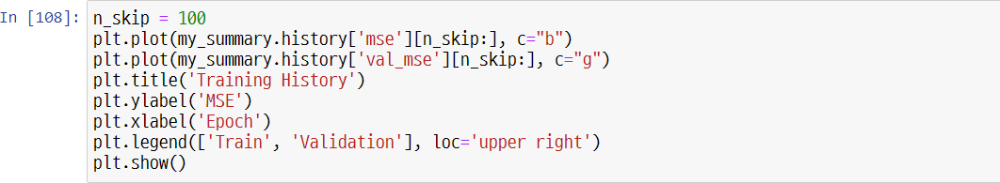 In [108]: n_skip = 100
plt.plot(my_summary.history['mse'][n_skip:], c="b")
plt.plot(my_summary.history['val_mse'][n_skip:], c="g")
plt.title('Training History')
plt.ylabel('MSE')
plt.xlabel('Epoch')
plt.legend(['Train', 'Validation'], loc='upper right')
plt.show()